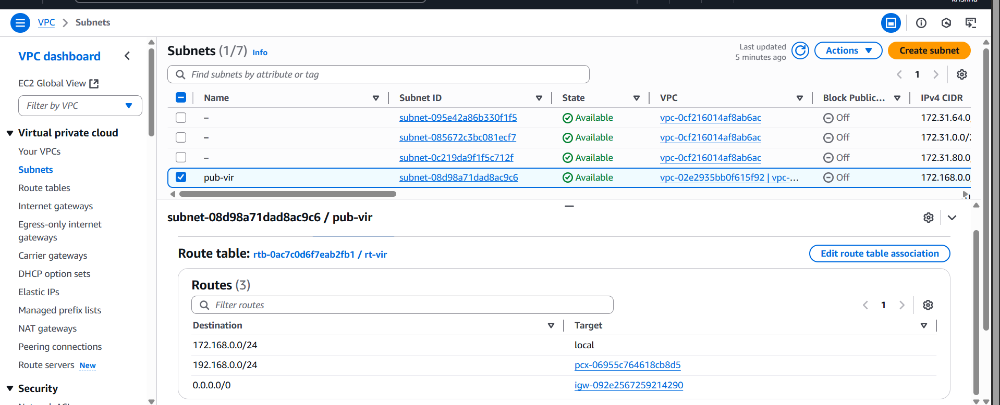 VPC > Subnets
VPC dashboard
EC2 Global View
Filter by VPC
Virtual private cloud
Your VPCs
Subnets
Route tables
Internet gateways
Egress-only internet
gateways
Carrier gateways
DHCP option sets
Elastic IPs
Managed prefix lists
NAT gateways
Peering connections
Route servers New
Security
Subnets (1/7) Info
Last updated
5 minutes ago
Actions
Create subnet
Find subnets by attribute or tag
1
Name Subnet ID State VPC Block Public... IPv4 CIDR
– subnet-095e42a86b330f1f5 Available vpc-0cf216014af8ab6ac Off 172.31.64.0
– subnet-085672c3bc081ecf7 Available vpc-0cf216014af8ab6ac Off 172.31.0.0/
– subnet-0c219da9f1f5c712f Available vpc-0cf216014af8ab6ac Off 172.31.80.0
pub-vir subnet-08d98a71dad8ac9c6 Available vpc-02e2935bb0f615f92 | vpc-... Off 172.168.0.0
subnet-08d98a71dad8ac9c6 / pub-vir
Route table: rtb-0ac7c0d6f7eab2fb1 / rt-vir
Edit route table association
Routes (3)
Filter routes
1
Destination Target
172.168.0.0/24 local
192.168.0.0/24 pcx-06955c764618cb8d5
0.0.0.0/0 igw-092e2567259214290